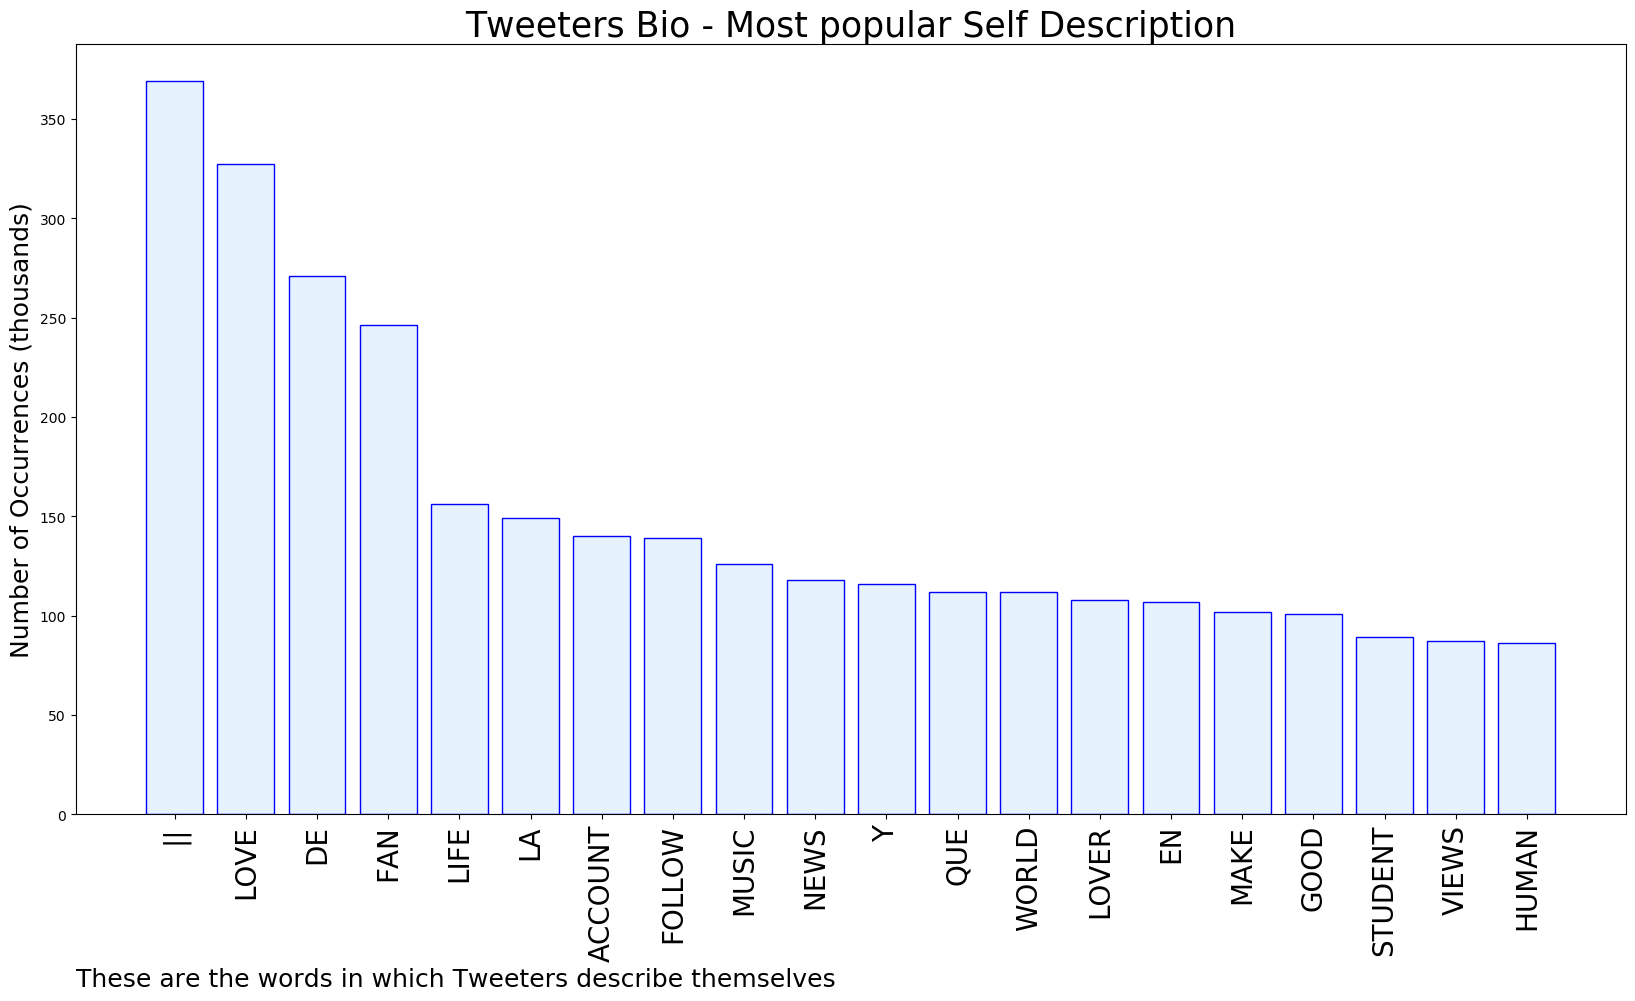 Tweeters Bio - Most popular Self Description
Number of Occurrences (thousands)
350
300
250
200
150
100
50
0
||
LOVE
DE
FAN
LIFE
LA
ACCOUNT
FOLLOW
MUSIC
NEWS
Y
QUE
WORLD
LOVER
EN
MAKE
GOOD
STUDENT
VIEWS
HUMAN
These are the words in which Tweeters describe themselves